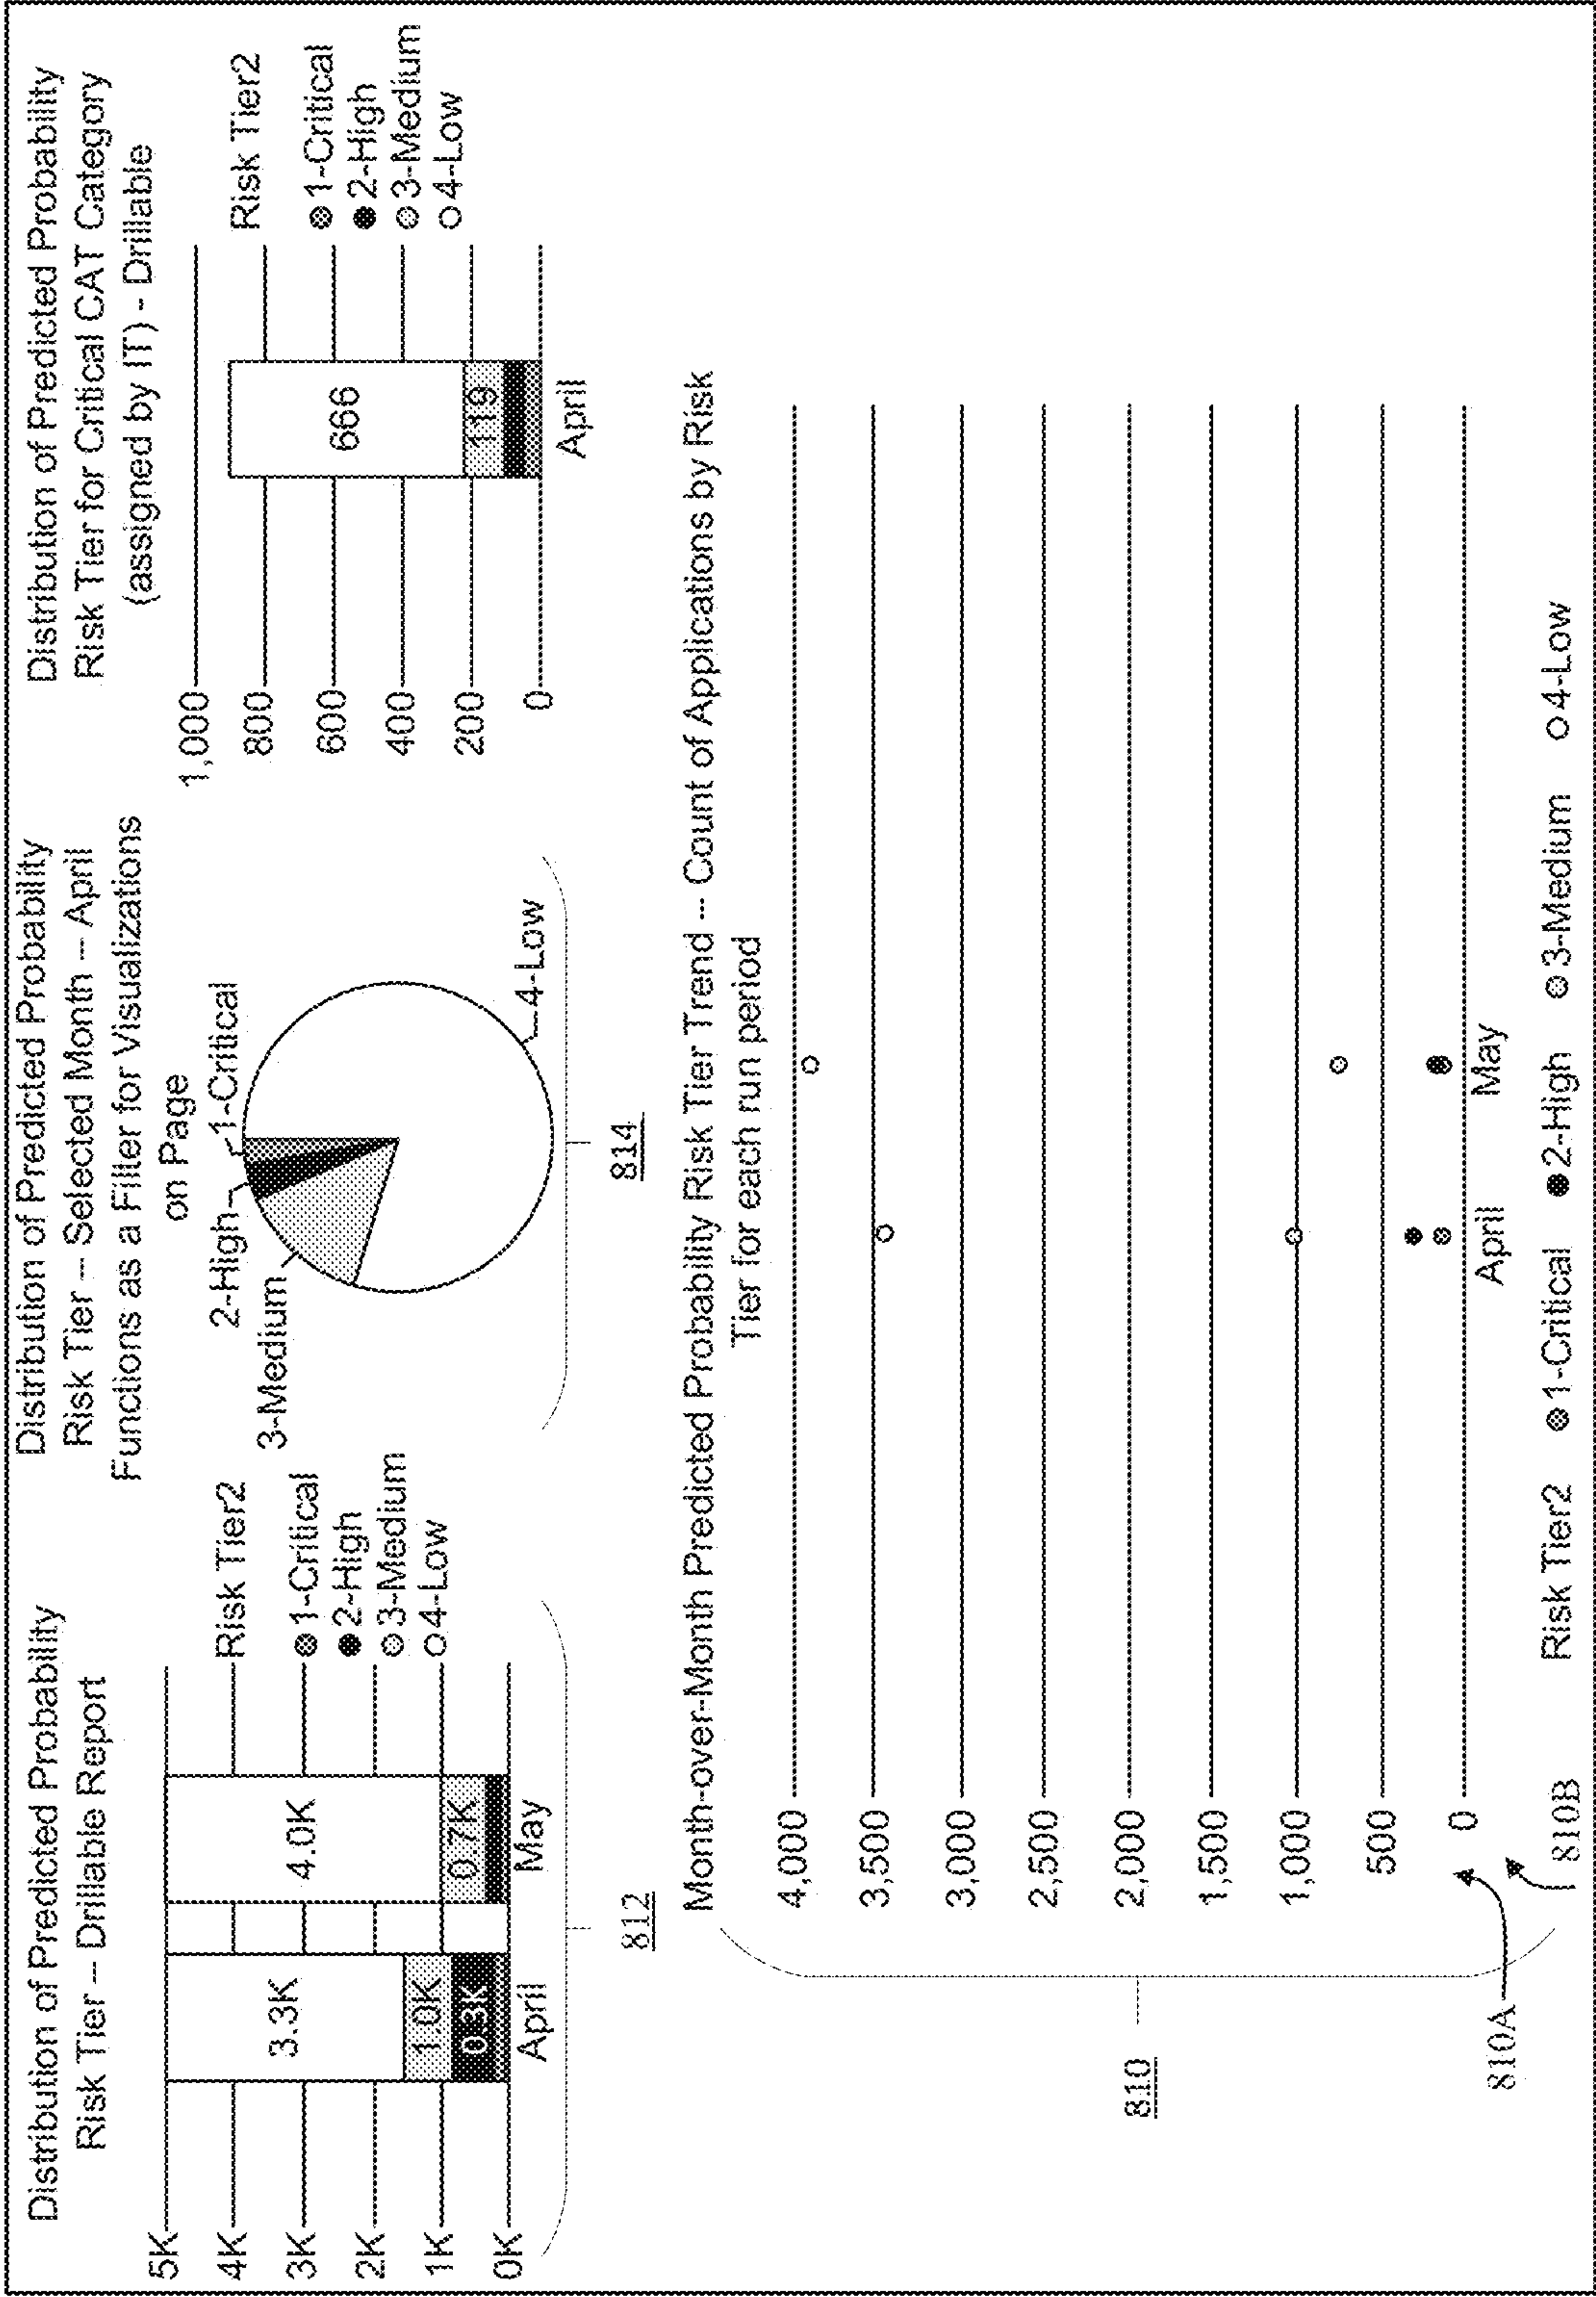 Distribution of Predicted Probability
Risk Tier – Drillable Report
5K
4K
3K
2K
1K
0K
3.3K
1.0K
0.3K
4.0K
0.7K
April
May
Risk Tier2
1-Critical
2-High
3-Medium
4-Low
812
Distribution of Predicted Probability
Risk Tier – Selected Month – April
Functions as a Filler for Visualizations
on Page
1-Critical
2-High
3-Medium
4-Low
814
Distribution of Predicted Probability
Risk Tier for Critical CAT Category
(assigned by IT) - Drillable
1,000
800
600
400
200
0
666
119
April
Risk Tier2
1-Critical
2-High
3-Medium
4-Low
Month-over-Month Predicted Probability Risk Tier Trend -- Count of Applications by Risk
Tier for each run period
4,000
3,500
3,000
2,500
2,000
1,500
1,000
500
0
April
May
Risk Tier2 1-Critical 2-High 3-Medium 4-Low
810
810A
810B